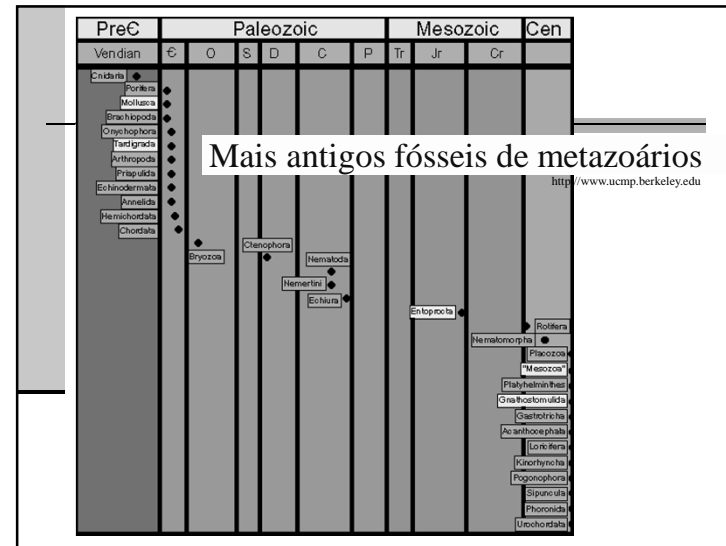 PreЄ Paleozoic Mesozoic Cen
Vendian Є O S D C P Tr Jr Cr
Cnidaria
Porifera
Mollusca
Brachiopoda
Onychophora
Tardigrada
Arthropoda
Priapulida
Echinodermata
Annelida
Hemichordata
Chordata
Mais antigos fósseis de metazoários
http://www.ucmp.berkeley.edu
Bryozoa
Ctenophora
Nematoda
Nemertini
Echiura
Entoprocta
Rotifera
Nematomorpha
Placozoa
"Mesozoa"
Platyhelminthes
Gnathostomulida
Gastrotricha
Acanthocephala
Loricifera
Kinorhyncha
Pogonophora
Sipuncula
Phoronida
Urochordata